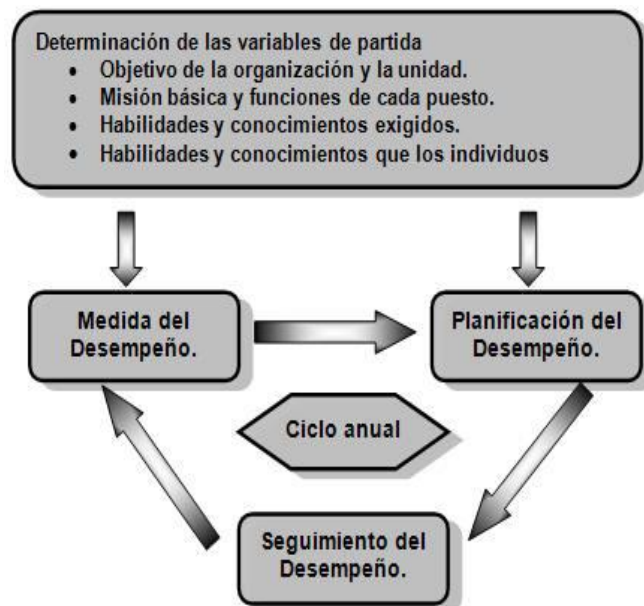 Determinación de las variables de partida
• Objetivo de la organización y la unidad.
• Misión básica y funciones de cada puesto.
• Habilidades y conocimientos exigidos.
• Habilidades y conocimientos que los individuos
Medida del
Desempeño.
Planificación del
Desempeño.
Ciclo anual
Seguimiento del
Desempeño.